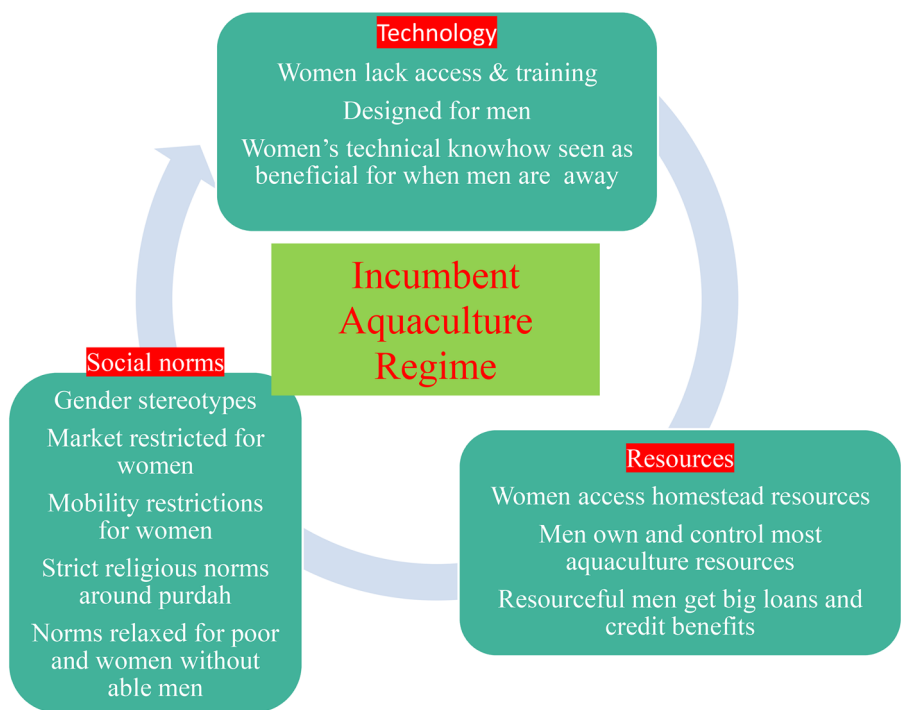 Technology
Women lack access & training
Designed for men
Women’s technical knowhow seen as
beneficial for when men are away
Incumbent
Aquaculture
Regime
Social norms
Gender stereotypes
Market restricted for
women
Mobility restrictions
for women
Strict religious norms
around purdah
Norms relaxed for poor
and women without
able men
Resources
Women access homestead resources
Men own and control most
aquaculture resources
Resourceful men get big loans and
credit benefits